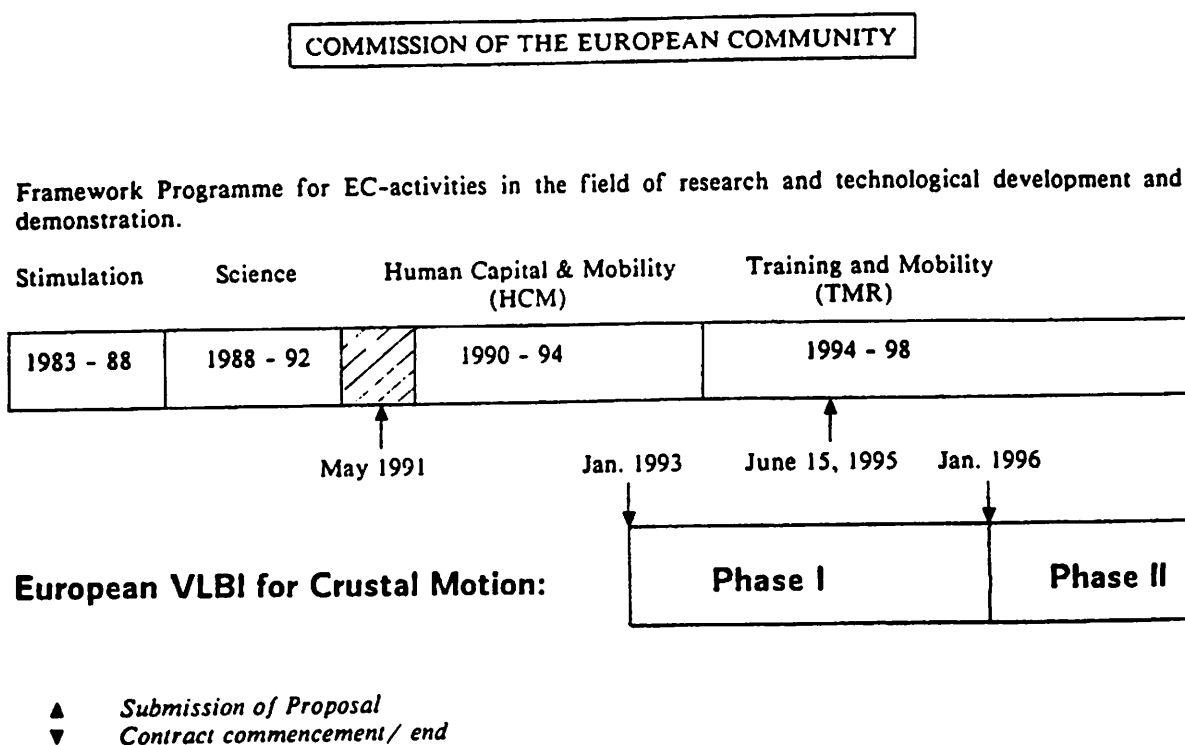 COMMISSION OF THE EUROPEAN COMMUNITY
Framework Programme for EC-activities in the field of research and technological development and
demonstration.
Stimulation Science Human Capital & Mobility Training and Mobility
(HCM) (TMR)
1983 - 88 1988 - 92 1990 - 94 1994 - 98
May 1991 Jan. 1993 June 15, 1995 Jan. 1996
European VLBI for Crustal Motion: Phase I Phase II
▲ Submission of Proposal
▼ Contract commencement/ end